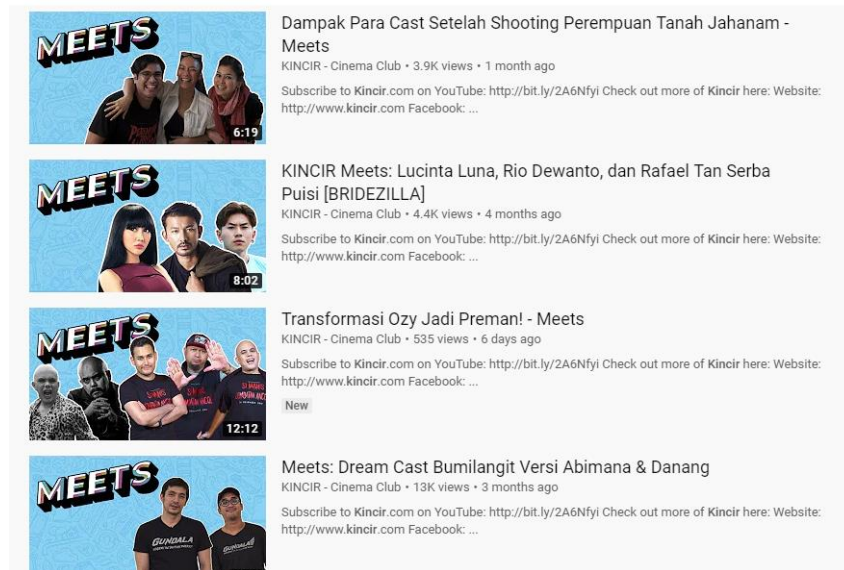 MEETS
6:19
Dampak Para Cast Setelah Shooting Perempuan Tanah Jahanam -
Meets
KINCIR - Cinema Club • 3.9K views • 1 month ago
Subscribe to Kincir.com on YouTube: http://bit.ly/2A6Nfyi Check out more of Kincir here: Website:
http://www.kincir.com Facebook: ...
MEETS
8:02
KINCIR Meets: Lucinta Luna, Rio Dewanto, dan Rafael Tan Serba
Puisi [BRIDEZILLA]
KINCIR - Cinema Club • 4.4K views • 4 months ago
Subscribe to Kincir.com on YouTube: http://bit.ly/2A6Nfyi Check out more of Kincir here: Website:
http://www.kincir.com Facebook: ...
MEETS
12:12
Transformasi Ozy Jadi Preman! - Meets
KINCIR - Cinema Club • 535 views • 6 days ago
Subscribe to Kincir.com on YouTube: http://bit.ly/2A6Nfyi Check out more of Kincir here: Website:
http://www.kincir.com Facebook: ...
New
MEETS
GUNDALA
GUNDALA
Meets: Dream Cast Bumilangit Versi Abimana & Danang
KINCIR - Cinema Club • 13K views • 3 months ago
Subscribe to Kincir.com on YouTube: http://bit.ly/2A6Nfyi Check out more of Kincir here: Website:
http://www.kincir.com Facebook: ...